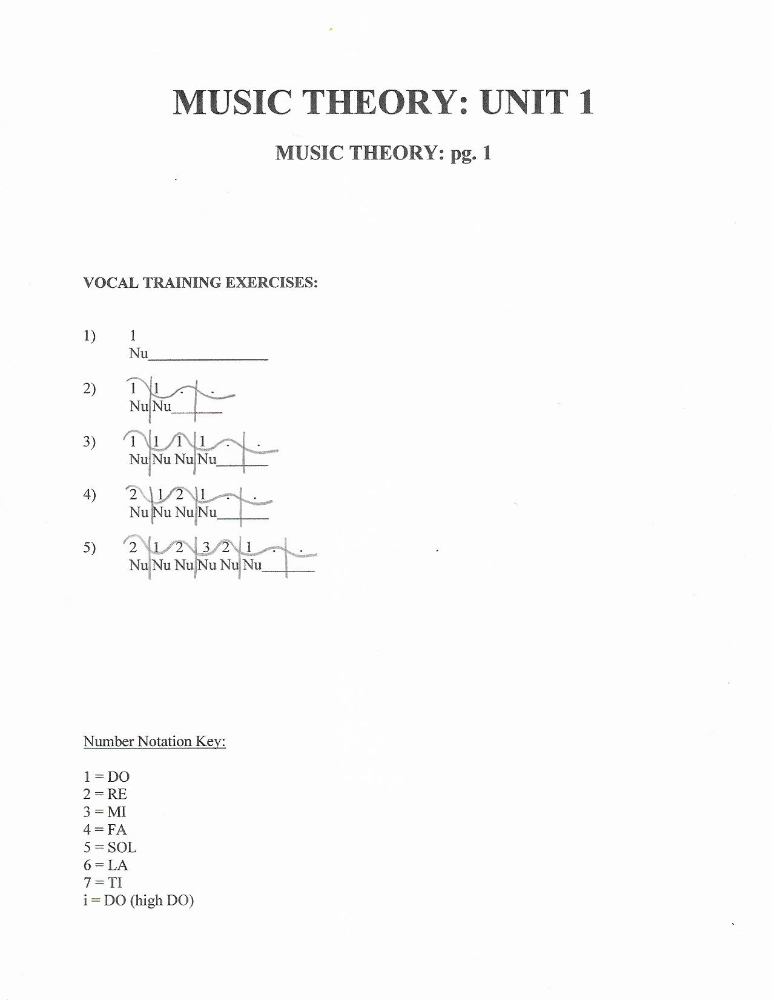 MUSIC THEORY: UNIT 1
MUSIC THEORY: pg. 1
VOCAL TRAINING EXERCISES:
1) 1
Nu________________
2) 1 1 . .
Nu Nu_______
3) 1 1 1 1 . .
Nu Nu Nu Nu_______
4) 2 1 2 1 . .
Nu Nu Nu Nu_______
5) 2 1 2 3 2 1 . .
Nu Nu Nu Nu Nu Nu_______
Number Notation Key:
1 = DO
2 = RE
3 = MI
4 = FA
5 = SOL
6 = LA
7 = TI
i = DO (high DO)